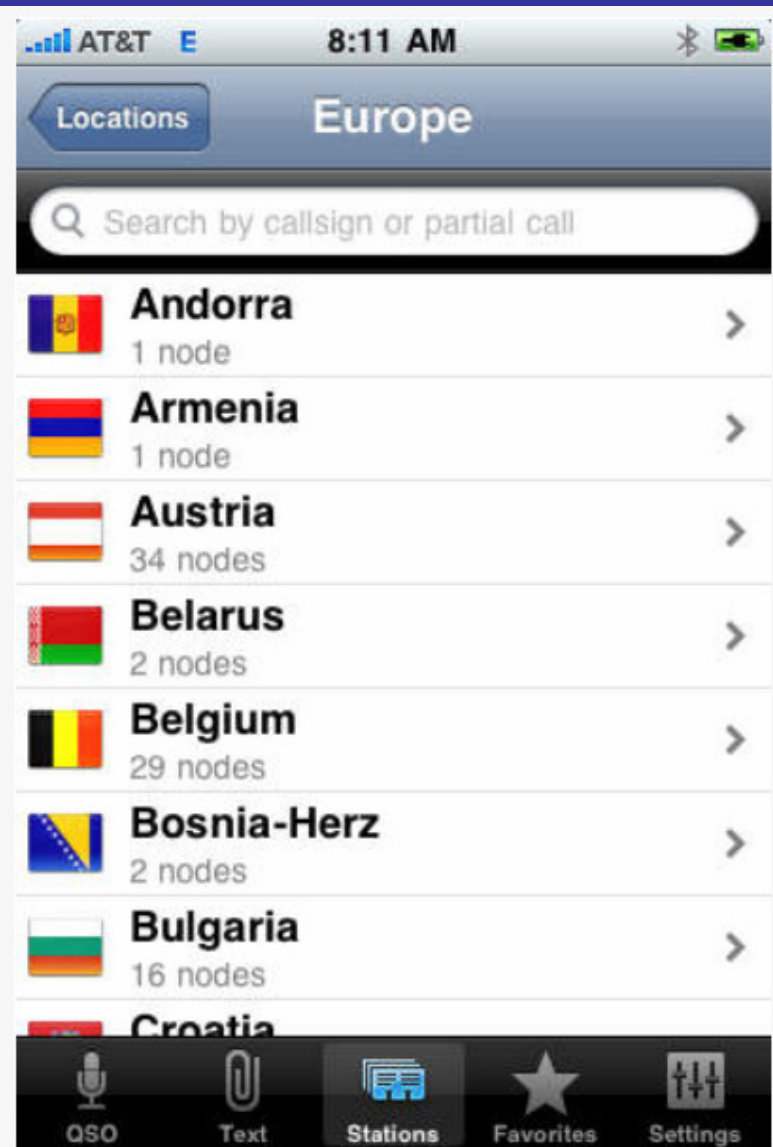 AT&T E 8:11 AM
Locations Europe
Search by callsign or partial call
Andorra
1 node
Armenia
1 node
Austria
34 nodes
Belarus
2 nodes
Belgium
29 nodes
Bosnia-Herz
2 nodes
Bulgaria
16 nodes
Croatia
QSO Text Stations Favorites Settings